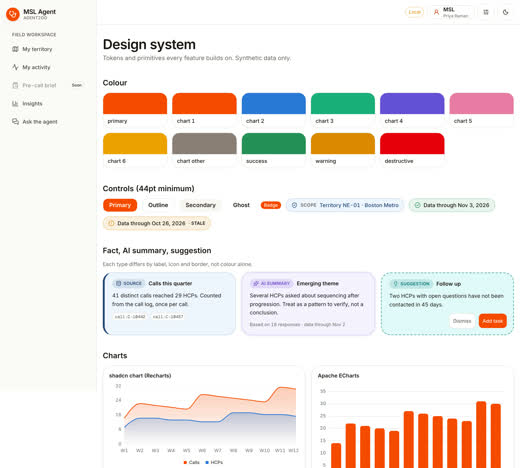 MSL Agent
AGENTZOO
Local
MSL
Priya Raman
FIELD WORKSPACE
My territory
My activity
Pre-call brief
Soon
Insights
Ask the agent
Design system
Tokens and primitives every feature builds on. Synthetic data only.
Colour
primary
chart 1
chart 2
chart 3
chart 4
chart 5
chart 6
chart other
success
warning
destructive
Controls (44pt minimum)
Primary
Outline
Secondary
Ghost
Badge
SCOPE Territory NE-01 · Boston Metro
Data through Nov 3, 2026
Data through Oct 26, 2026 · STALE
Fact, AI summary, suggestion
Each type differs by label, icon and border, not colour alone.
SOURCE Calls this quarter
41 distinct calls reached 29 HCPs. Counted
from the call log, once per call.
call-C-10442 call-C-10457
AI SUMMARY Emerging theme
Several HCPs asked about sequencing after
progression. Treat as a pattern to verify, not a
conclusion.
Based on 18 responses · data through Nov 2
SUGGESTION Follow up
Two HCPs with open questions have not been
contacted in 45 days.
Dismiss
Add task
Charts
shadcn chart (Recharts)
32
24
16
8
0
W1 W2 W3 W4 W5 W6 W7 W8 W9 W10 W11 W12
Calls HCPs
Apache ECharts
35
30
25
20
15
10
5